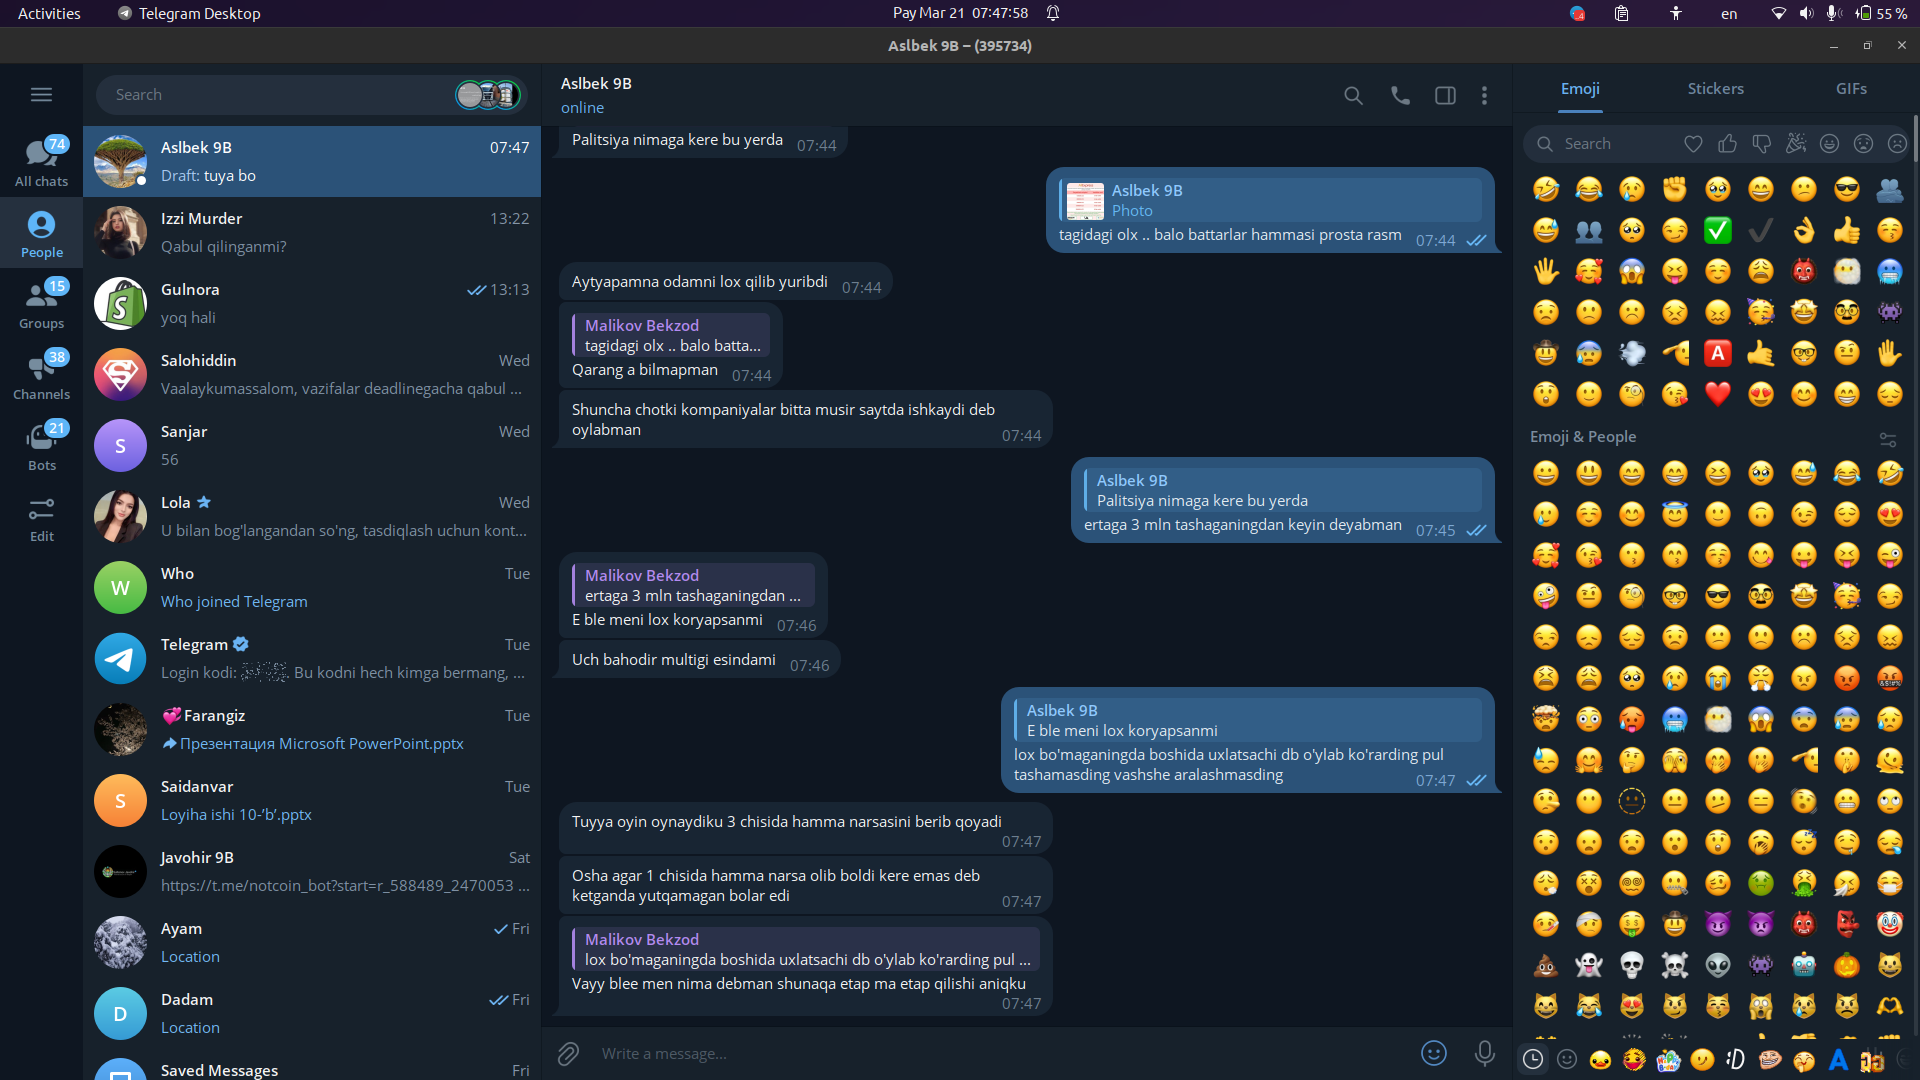 Activities
Telegram Desktop
Pay Mar 21 07:47:58
4
en
55 %
Aslbek 9B – (395734)
Search
74
All chats
People
15
Groups
38
Channels
21
Bots
Edit
Aslbek 9B 07:47
Draft: tuya bo
Izzi Murder 13:22
Qabul qilinganmi?
Gulnora 13:13
yoq hali
Salohiddin Wed
Vaalaykumassalom, vazifalar deadlinegacha qabul ...
S
Sanjar Wed
56
Lola Wed
U bilan bog'langandan so'ng, tasdiqlash uchun kont...
W
Who Tue
Who joined Telegram
Telegram Tue
Login kodi: . Bu kodni hech kimga bermang, ...
💞Farangiz Tue
Презентация Microsoft PowerPoint.pptx
S
Saidanvar Tue
Loyiha ishi 10-’b’.pptx
Javohir 9B Sat
https://t.me/notcoin_bot?start=r_588489_2470053 ...
Ayam Fri
Location
D
Dadam Fri
Location
Saved Messages Fri
Aslbek 9B
online
Palitsiya nimaga kere bu yerda 07:44
Aslbek 9B
Photo
tagidagi olx .. balo battarlar hammasi prosta rasm 07:44
Aytyapamna odamni lox qilib yuribdi 07:44
Malikov Bekzod
tagidagi olx .. balo batta...
Qarang a bilmapman 07:44
Shuncha chotki kompaniyalar bitta musir saytda ishkaydi deb
oylabman 07:44
Aslbek 9B
Palitsiya nimaga kere bu yerda
ertaga 3 mln tashaganingdan keyin deyabman 07:45
Malikov Bekzod
ertaga 3 mln tashaganingdan ...
E ble meni lox koryapsanmi 07:46
Uch bahodir multigi esindami 07:46
Aslbek 9B
E ble meni lox koryapsanmi
lox bo'maganingda boshida uxlatsachi db o'ylab ko'rarding pul
tashamasding vashshe aralashmasding 07:47
Tuyya oyin oynaydiku 3 chisida hamma narsasini berib qoyadi
07:47
Osha agar 1 chisida hamma narsa olib boldi kere emas deb
ketganda yutqamagan bolar edi 07:47
Malikov Bekzod
lox bo'maganingda boshida uxlatsachi db o'ylab ko'rarding pul ...
Vayy blee men nima debman shunaqa etap ma etap qilishi aniqku
07:47
Write a message...
Emoji
Stickers
GIFs
Search
Emoji & People